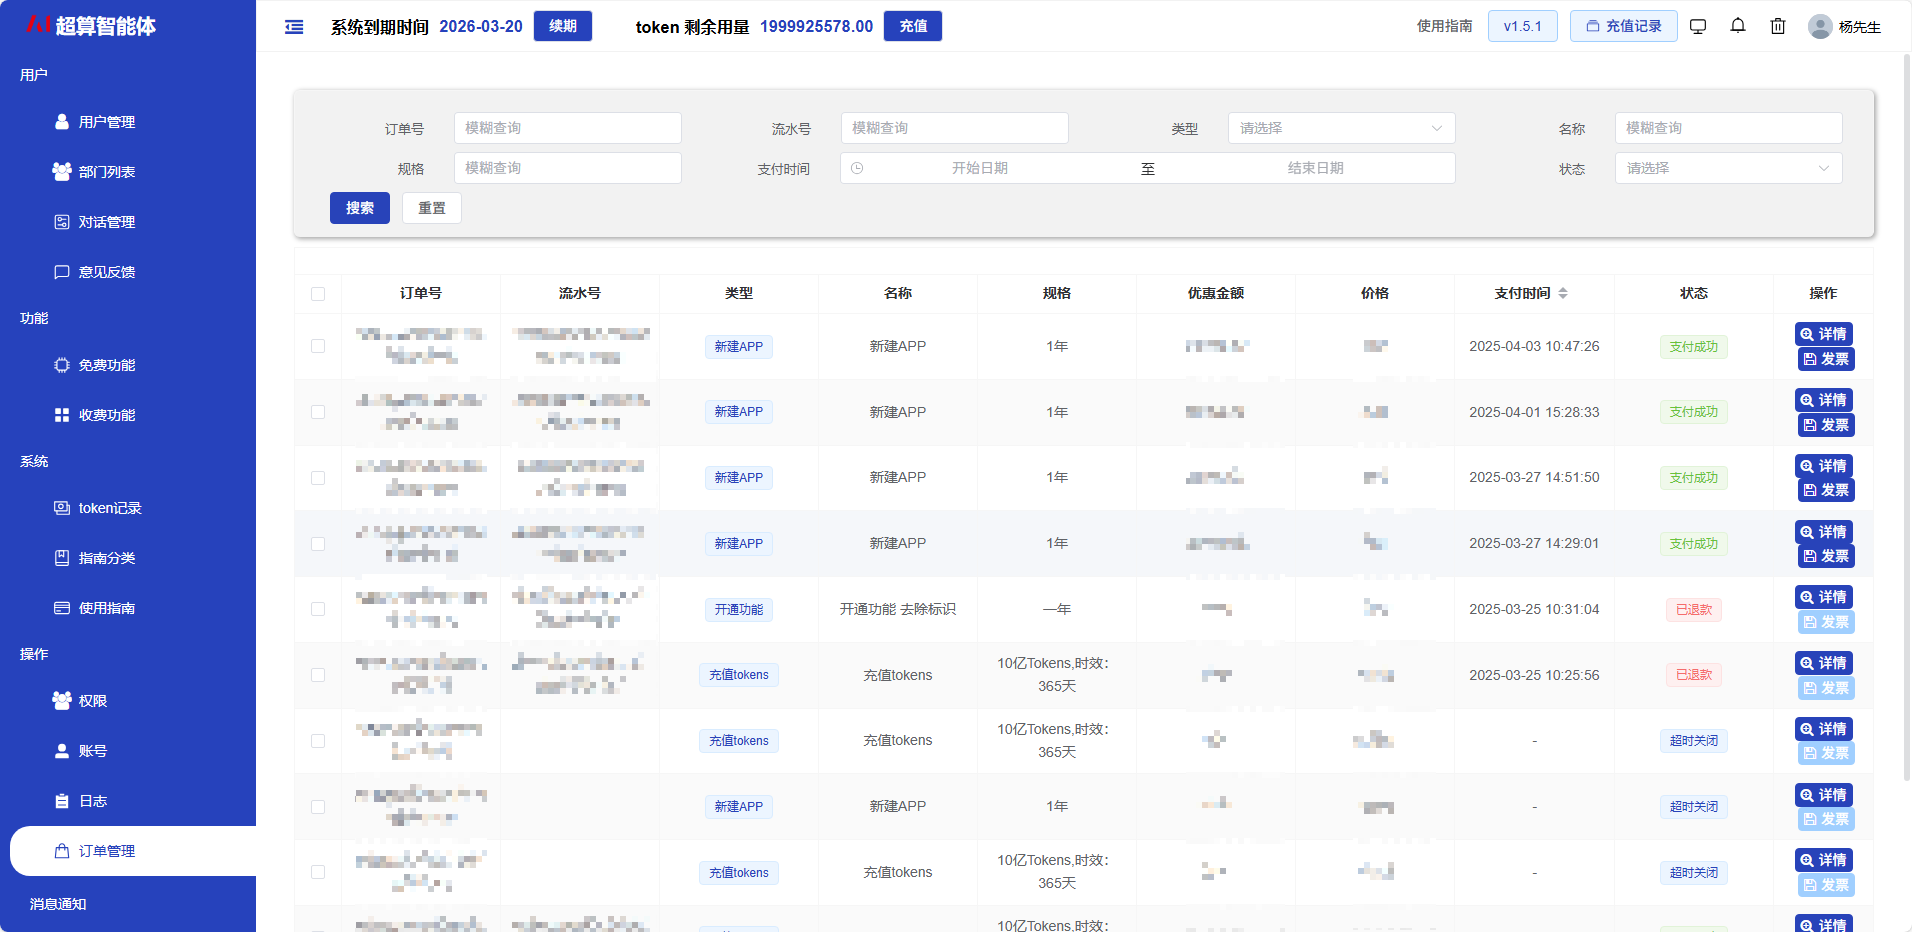 AI 超算智能体
系统到期时间 2026-03-20 续期 token 剩余用量 1999925578.00 充值 使用指南 v1.5.1 充值记录 杨先生
用户
用户管理
部门列表
对话管理
意见反馈
功能
免费功能
收费功能
系统
token记录
指南分类
使用指南
操作
权限
账号
日志
订单管理
消息通知
订单号 模糊查询 流水号 模糊查询 类型 请选择 名称 模糊查询
规格 模糊查询 支付时间 开始日期 至 结束日期 状态 请选择
搜索 重置
订单号 流水号 类型 名称 规格 优惠金额 价格 支付时间 状态 操作
新建APP 新建APP 1年 2025-04-03 10:47:26 支付成功 详情 发票
新建APP 新建APP 1年 2025-04-01 15:28:33 支付成功 详情 发票
新建APP 新建APP 1年 2025-03-27 14:51:50 支付成功 详情 发票
新建APP 新建APP 1年 2025-03-27 14:29:01 支付成功 详情 发票
开通功能 开通功能 去除标识 一年 2025-03-25 10:31:04 已退款 详情 发票
充值tokens 充值tokens 10亿Tokens,时效：365天 2025-03-25 10:25:56 已退款 详情 发票
充值tokens 充值tokens 10亿Tokens,时效：365天 - 超时关闭 详情 发票
新建APP 新建APP 1年 - 超时关闭 详情 发票
充值tokens 充值tokens 10亿Tokens,时效：365天 - 超时关闭 详情 发票
10亿Tokens,时效： 详情